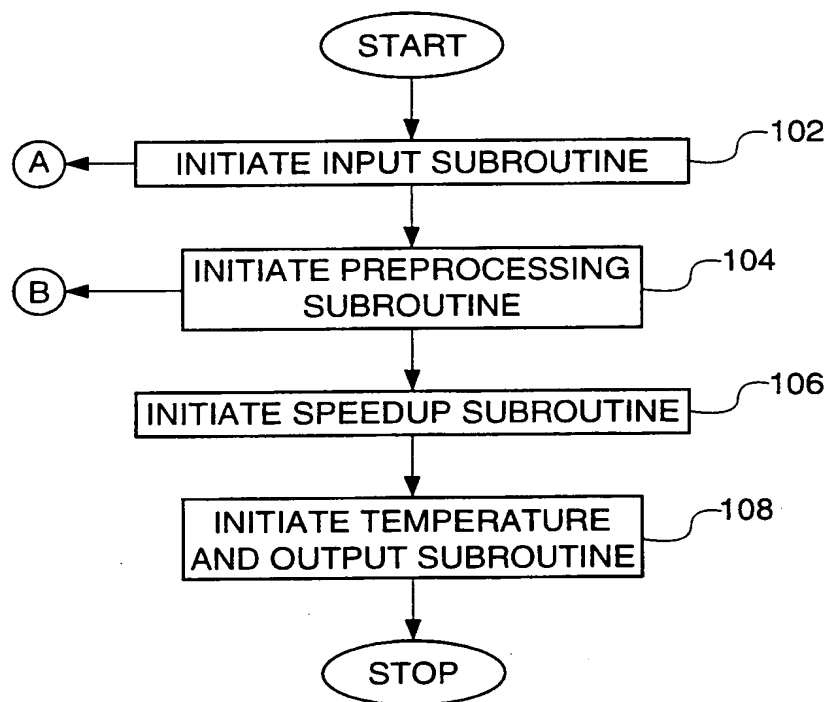 START
102
A
INITIATE INPUT SUBROUTINE
104
B
INITIATE PREPROCESSING
SUBROUTINE
106
INITIATE SPEEDUP SUBROUTINE
108
INITIATE TEMPERATURE
AND OUTPUT SUBROUTINE
STOP